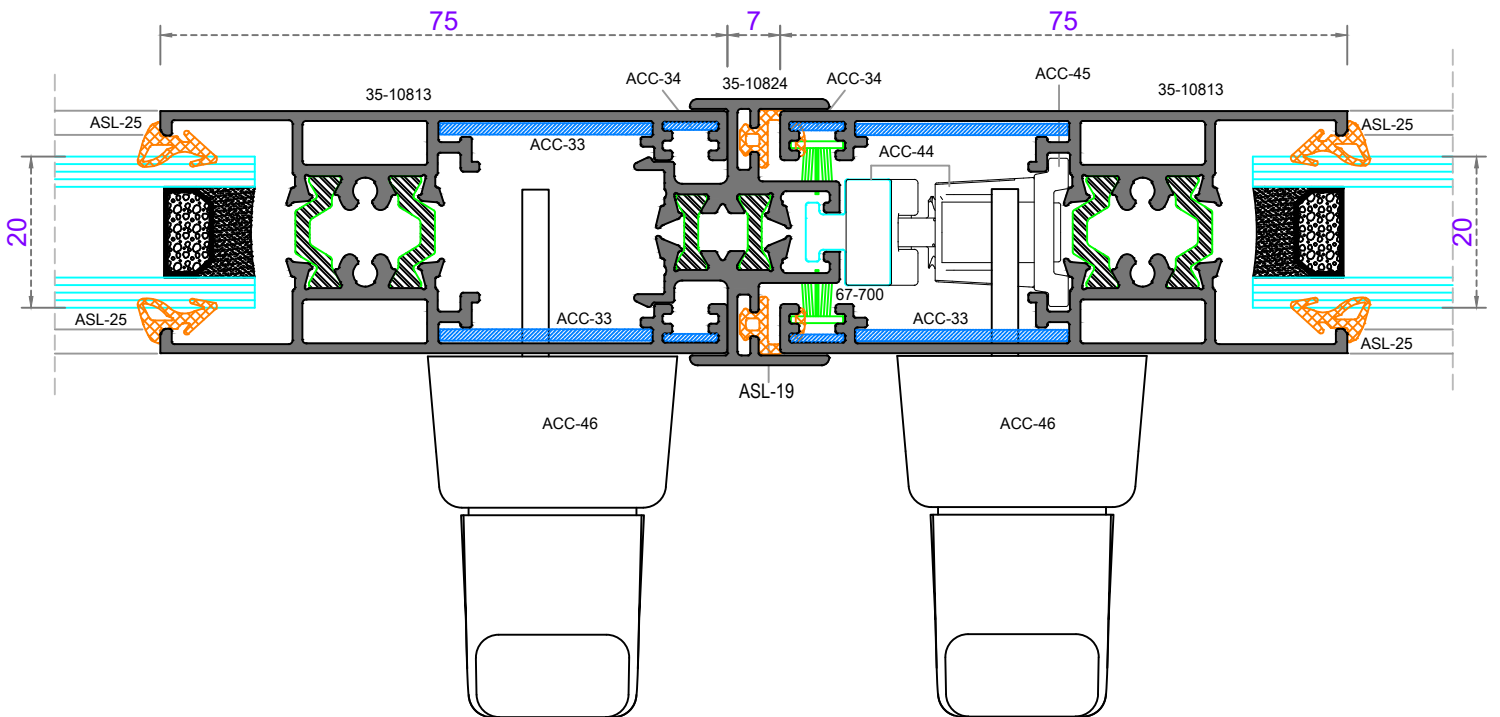 75 7 75
ACC-34 35-10824 ACC-34 ACC-45
35-10813 35-10813
ASL-25 ASL-25
ACC-33
ACC-44
20 20
67-700
ASL-25 ACC-33 ACC-33 ASL-25
ASL-19
ACC-46 ACC-46